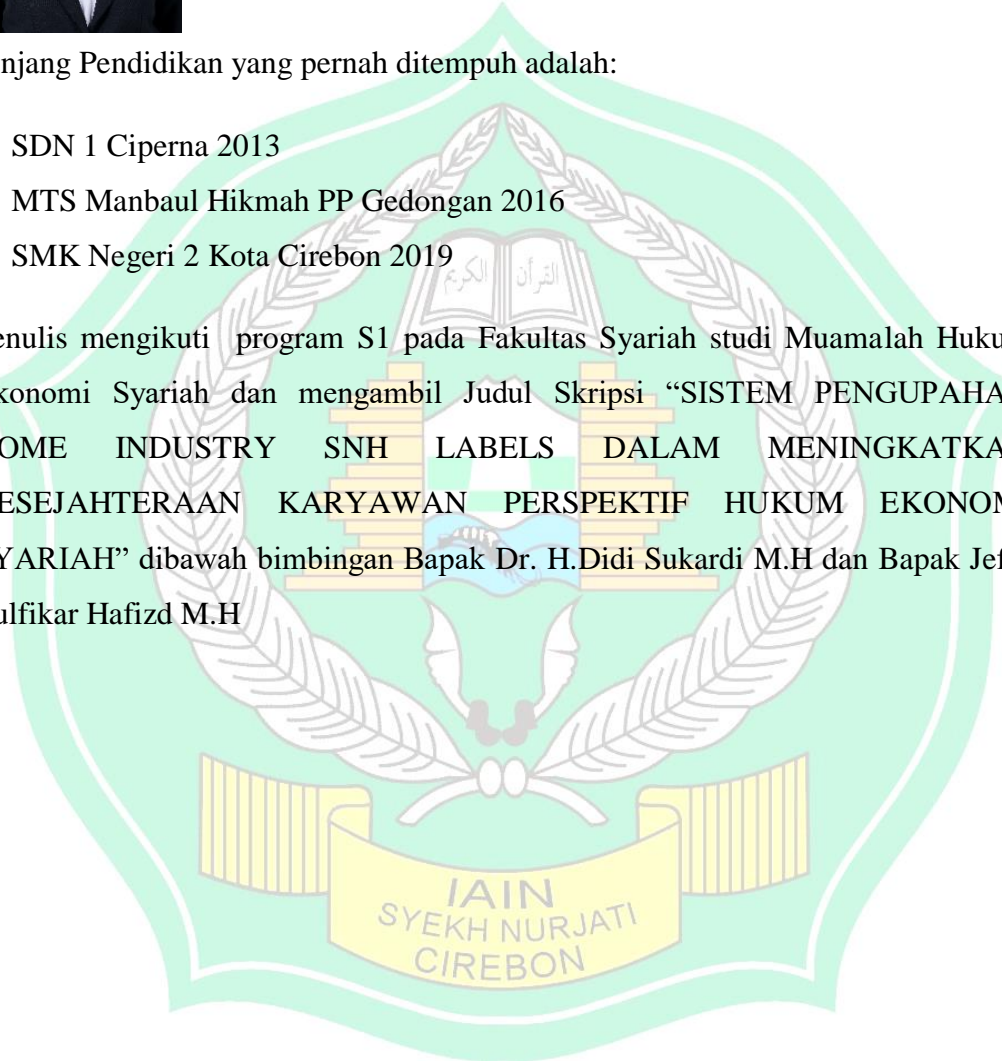 njang Pendidikan yang pernah ditempuh adalah:
SDN 1 Ciperna 2013
MTS Manbaul Hikmah PP Gedongan 2016
SMK Negeri 2 Kota Cirebon 2019
القرآن الكريم
enulis mengikuti program S1 pada Fakultas Syariah studi Muamalah Huku
konomi Syariah dan mengambil Judul Skripsi “SISTEM PENGUPAHA
OME INDUSTRY SNH LABELS DALAM MENINGKATKA
ESEJAHTERAAN KARYAWAN PERSPEKTIF HUKUM EKONOM
YARIAH” dibawah bimbingan Bapak Dr. H.Didi Sukardi M.H dan Bapak Jef
ulfikar Hafizd M.H
IAIN
SYEKH NURJATI
CIREBON